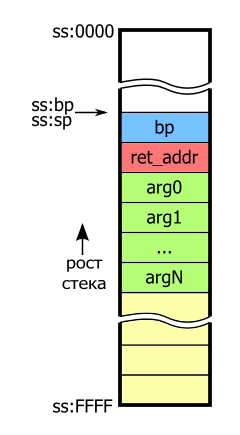 ss:0000
ss:bp
ss:sp
bp
ret_addr
arg0
arg1
...
argN
рост
стека
ss:FFFF